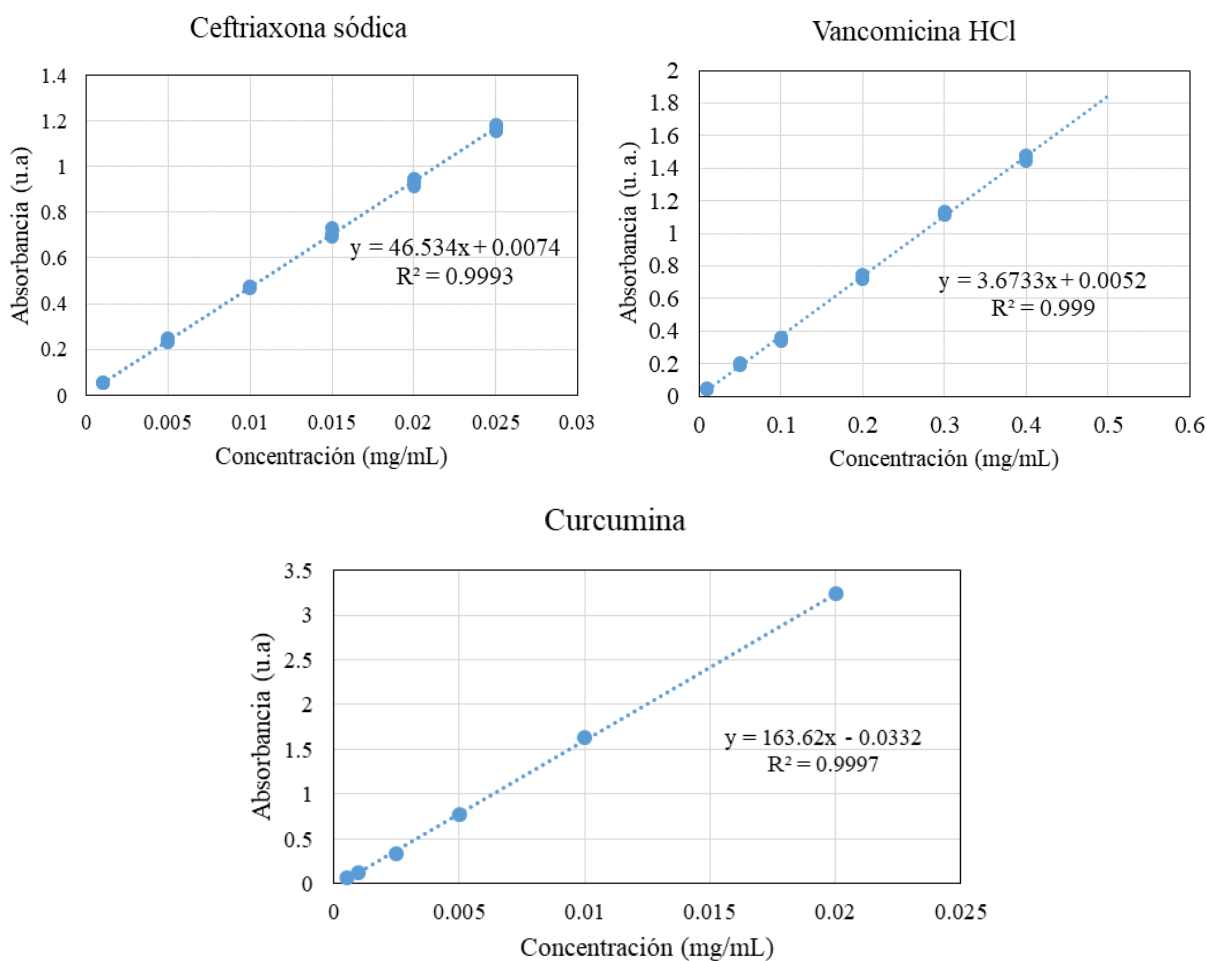 Ceftriaxona sódica
1.4
1.2
1
0.8
0.6
0.4
0.2
0
Absorbancia (u.a)
y = 46.534x + 0.0074
R² = 0.9993
0 0.005 0.01 0.015 0.02 0.025 0.03
Concentración (mg/mL)
Vancomicina HCl
2
1.8
1.6
1.4
1.2
1
0.8
0.6
0.4
0.2
0
Absorbancia (u. a.)
y = 3.6733x + 0.0052
R² = 0.999
0 0.1 0.2 0.3 0.4 0.5 0.6
Concentración (mg/mL)
Curcumina
3.5
3
2.5
2
1.5
1
0.5
0
Absorbancia (u.a)
y = 163.62x - 0.0332
R² = 0.9997
0 0.005 0.01 0.015 0.02 0.025
Concentración (mg/mL)